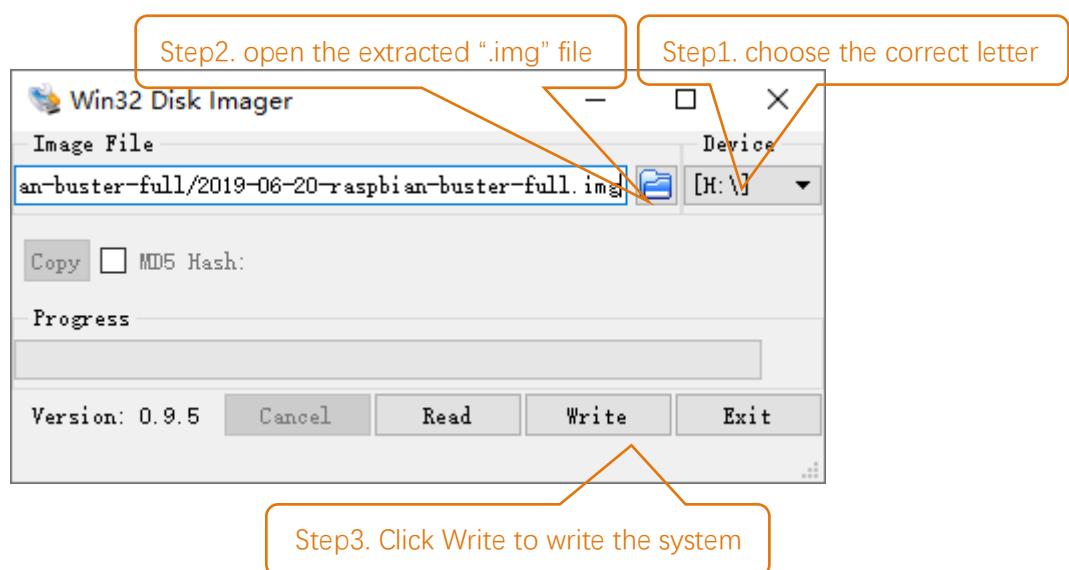 Step2. open the extracted “.img” file
Step1. choose the correct letter
Win32 Disk Imager
Image File
Device
an-buster-full/2019-06-20-raspbian-buster-full.img
[H:\]
Copy
MD5 Hash:
Progress
Version: 0.9.5
Cancel
Read
Write
Exit
Step3. Click Write to write the system